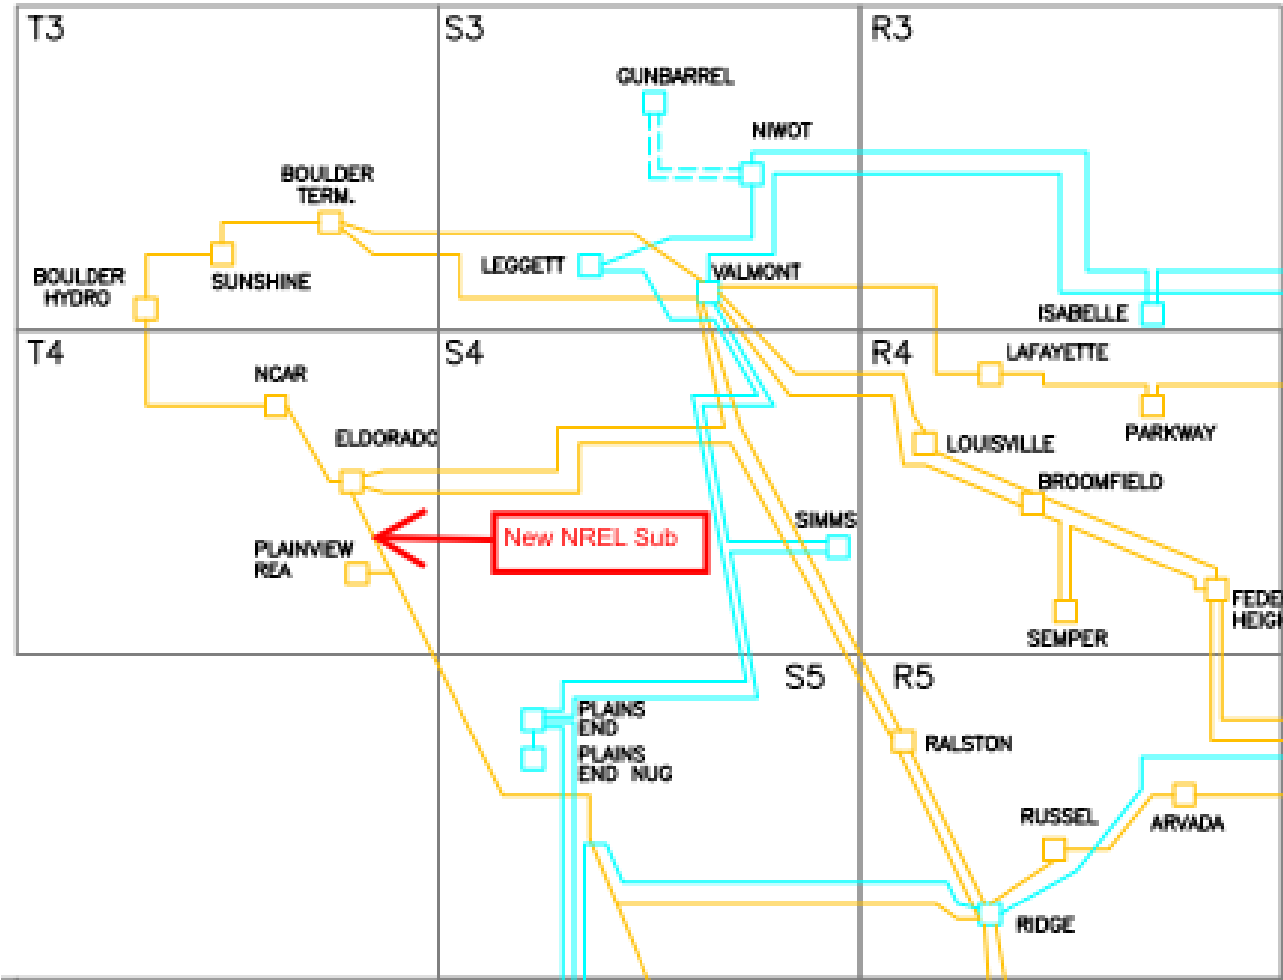 T3
S3
R3
GUNBARREL
NIWOT
BOULDER
TERM.
LEGGETT
VALMONT
BOULDER
HYDRO
SUNSHINE
ISABELLE
T4
S4
R4
LAFAYETTE
NCAR
PARKWAY
ELDORADO
LOUISVILLE
BROOMFIELD
SIMMS
New NREL Sub
PLAINVIEW
REA
FEDE
HEIGH
SEMPER
S5
R5
PLAINS
END
RALSTON
PLAINS
END NUG
RUSSEL
ARVADA
RIDGE